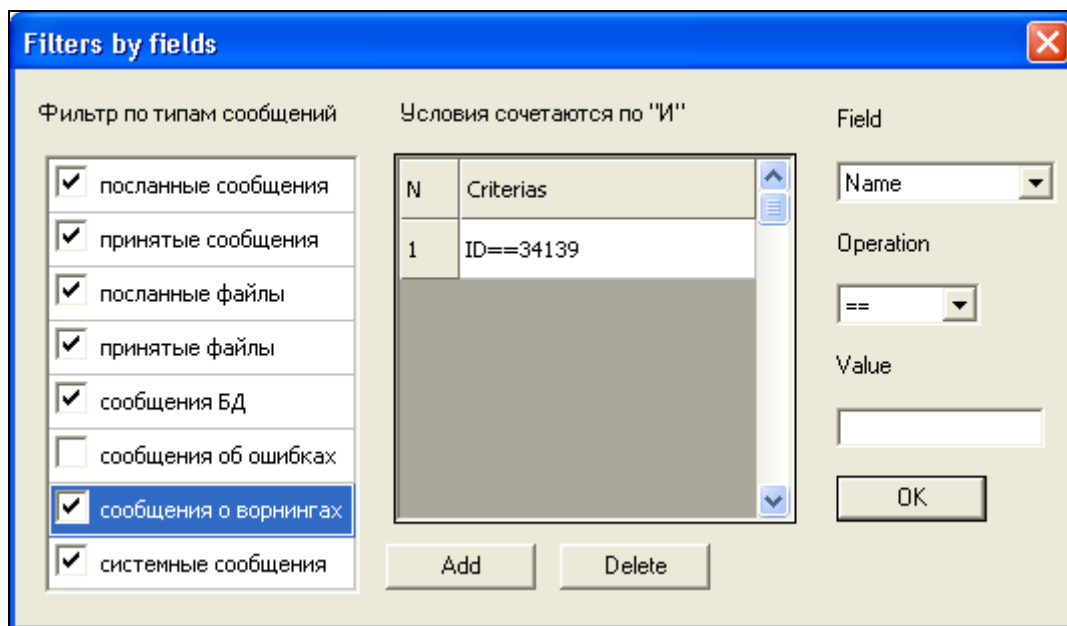 Filters by fields
Фильтр по типам сообщений
посланные сообщения
принятые сообщения
посланные файлы
принятые файлы
сообщения БД
сообщения об ошибках
сообщения о ворнингах
системные сообщения
Условия сочетаются по "И"
N Criterias
1 ID==34139
Add Delete
Field
Name
Operation
==
Value
OK